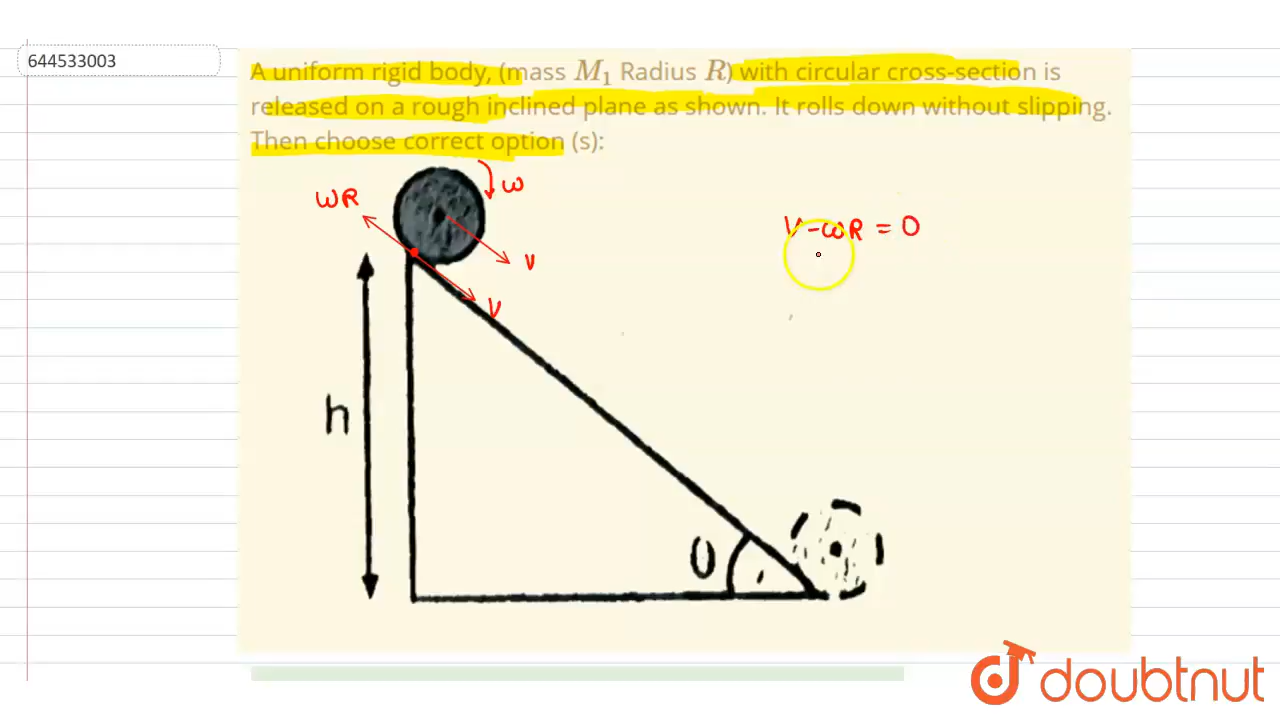 644533003
A uniform rigid body, (mass M₁ Radius R) with circular cross-section is
released on a rough inclined plane as shown. It rolls down without slipping.
Then choose correct option (s):
ω
ωR
V
V-ωR = 0
V
h
θ
doubtnut